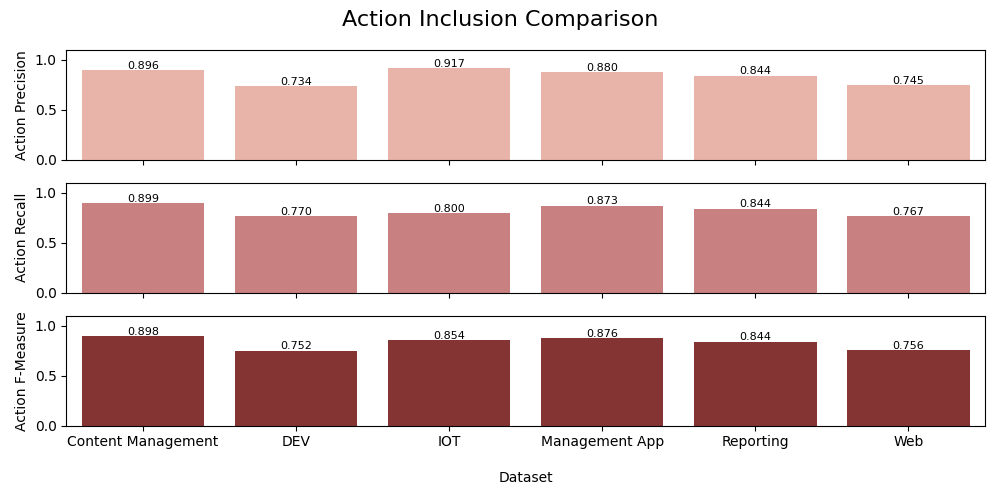 Action Inclusion Comparison
Action Precision
1.0
0.5
0.0
0.896 0.734 0.917 0.880 0.844 0.745
Action Recall
1.0
0.5
0.0
0.899 0.770 0.800 0.873 0.844 0.767
Action F-Measure
1.0
0.5
0.0
0.898 0.752 0.854 0.876 0.844 0.756
Content Management DEV IOT Management App Reporting Web
Dataset